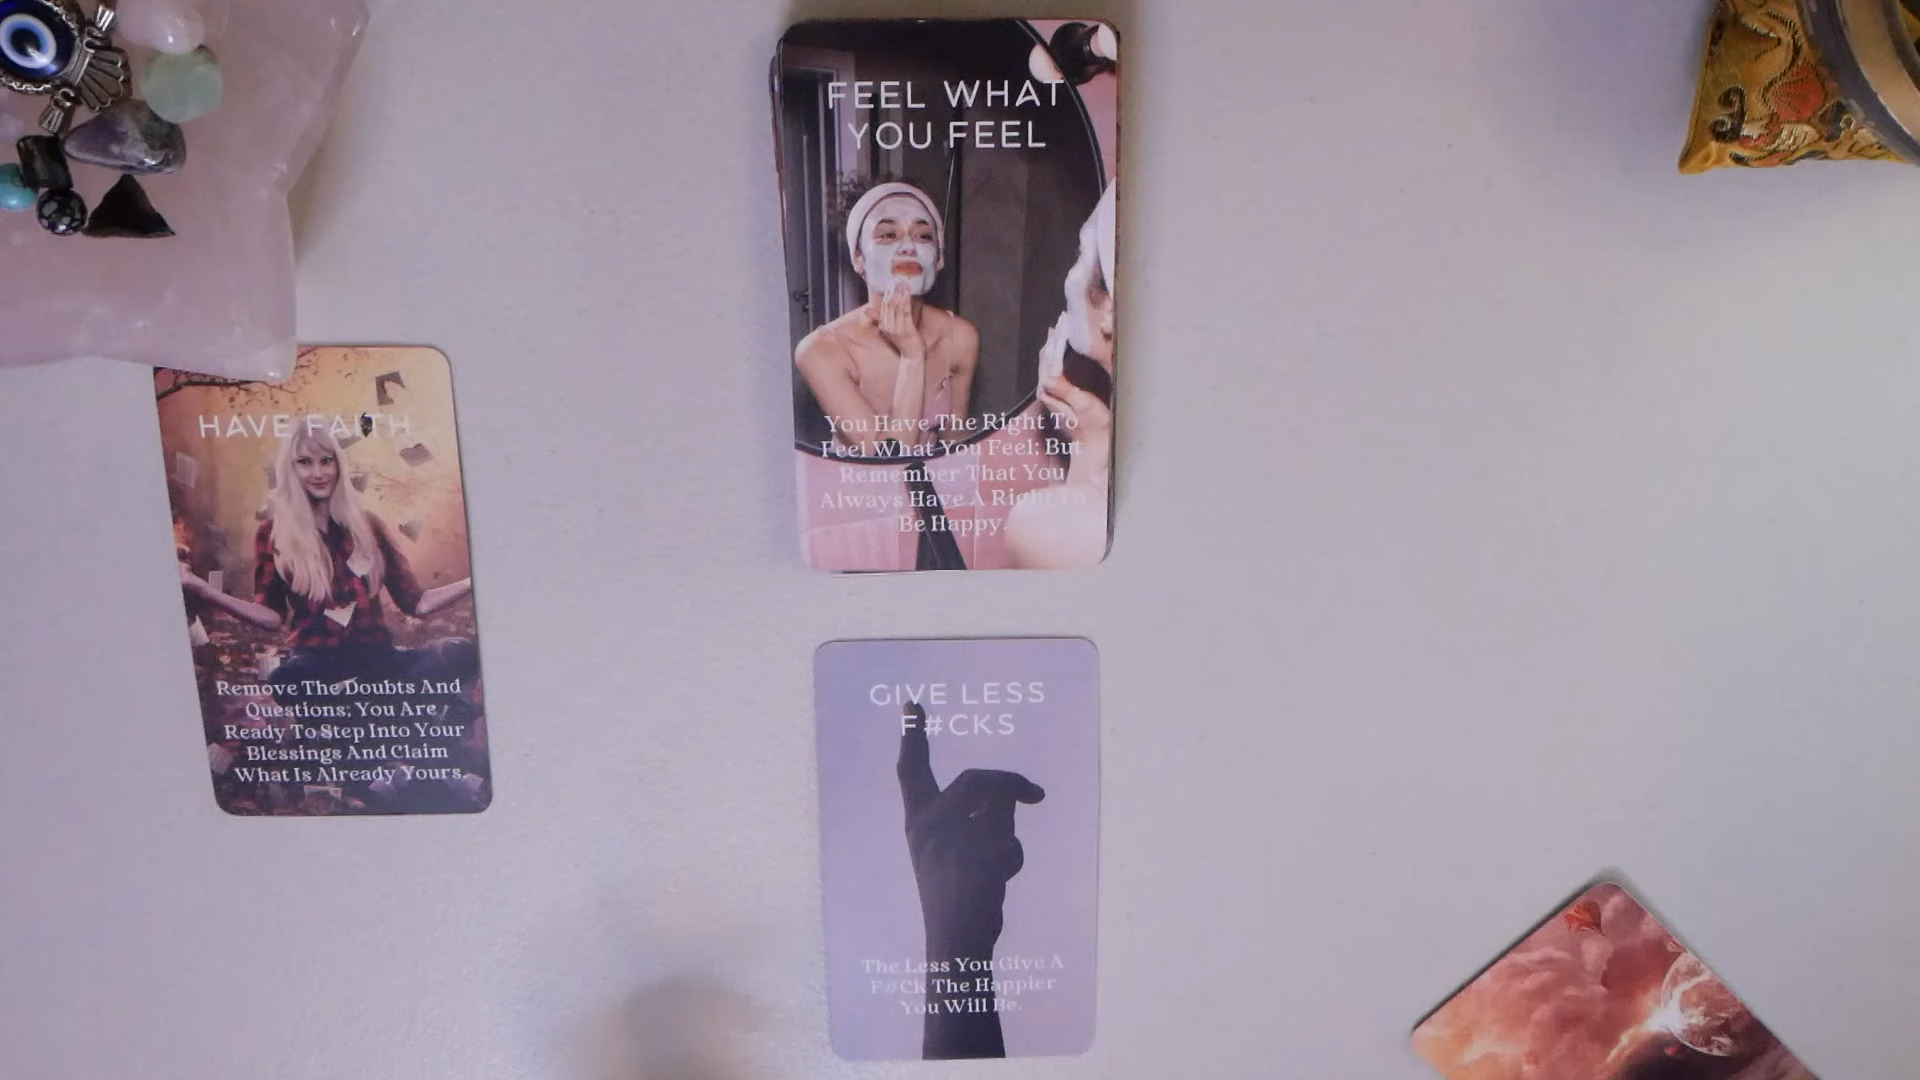 FEEL WHAT
YOU FEEL
You Have The Right To
Feel What You Feel; But
Remember That You
Always Have A Right To
Be Happy.
HAVE FAITH
Remove The Doubts And
Questions; You Are
Ready To Step Into Your
Blessings And Claim
What Is Already Yours.
GIVE LESS
F#CKS
The Less You Give A
F#Ck The Happier
You Will Be.